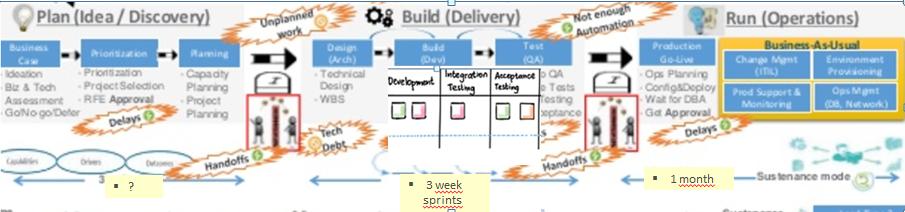 Plan (Idea / Discovery)
Unplanned
work
Build (Delivery)
Not enough
Automation
Run (Operations)
Business
Case
Prioritization
Planning
Design
(Arch)
Build
(Dev)
Test
(QA)
Production
Go-Live
Business-As-Usual
Change Mgmt
(ITIL)
Environment
Provisioning
Prod Support &
Monitoring
Ops Mgmt
(DB, Network)
Ideation
Biz & Tech
Assessment
Go/No go/Defer
Prioritization
Project Selection
RFE Approval
Capacity
Planning
Project
Planning
Technical
Design
WBS
Development
Integration
Testing
Acceptance
Testing
QA
Tests
Testing
Ops Planning
Config&Deploy
Wait for DBA
Get Approval
Delays
Tech
Debt
Delays
Capabilities
Drivers
Outcomes
Handoffs
Handoffs
3
?
3 week
sprints
1 month
Sustenance mode